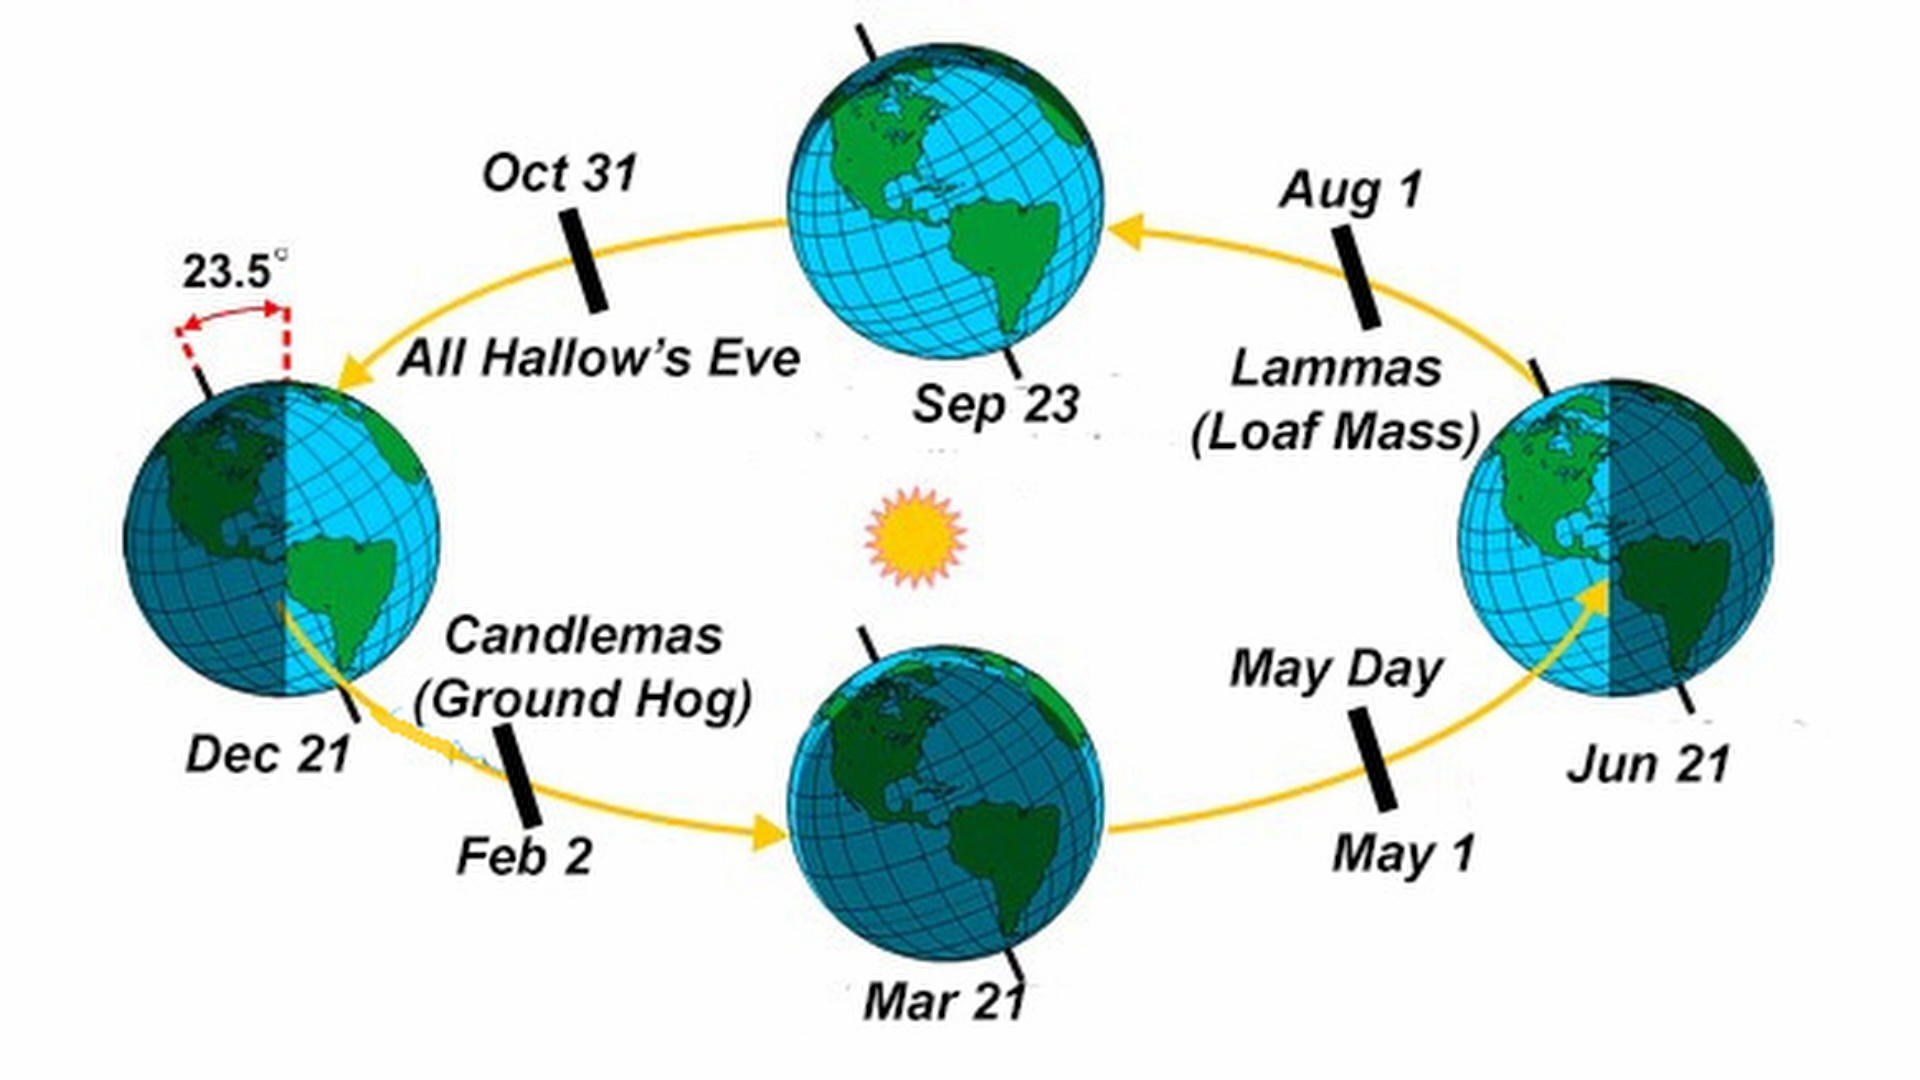 Oct 31
Aug 1
23.5°
All Hallow's Eve
Lammas
(Loaf Mass)
Sep 23
Candlemas
(Ground Hog)
May Day
Dec 21
Jun 21
Feb 2
May 1
Mar 21